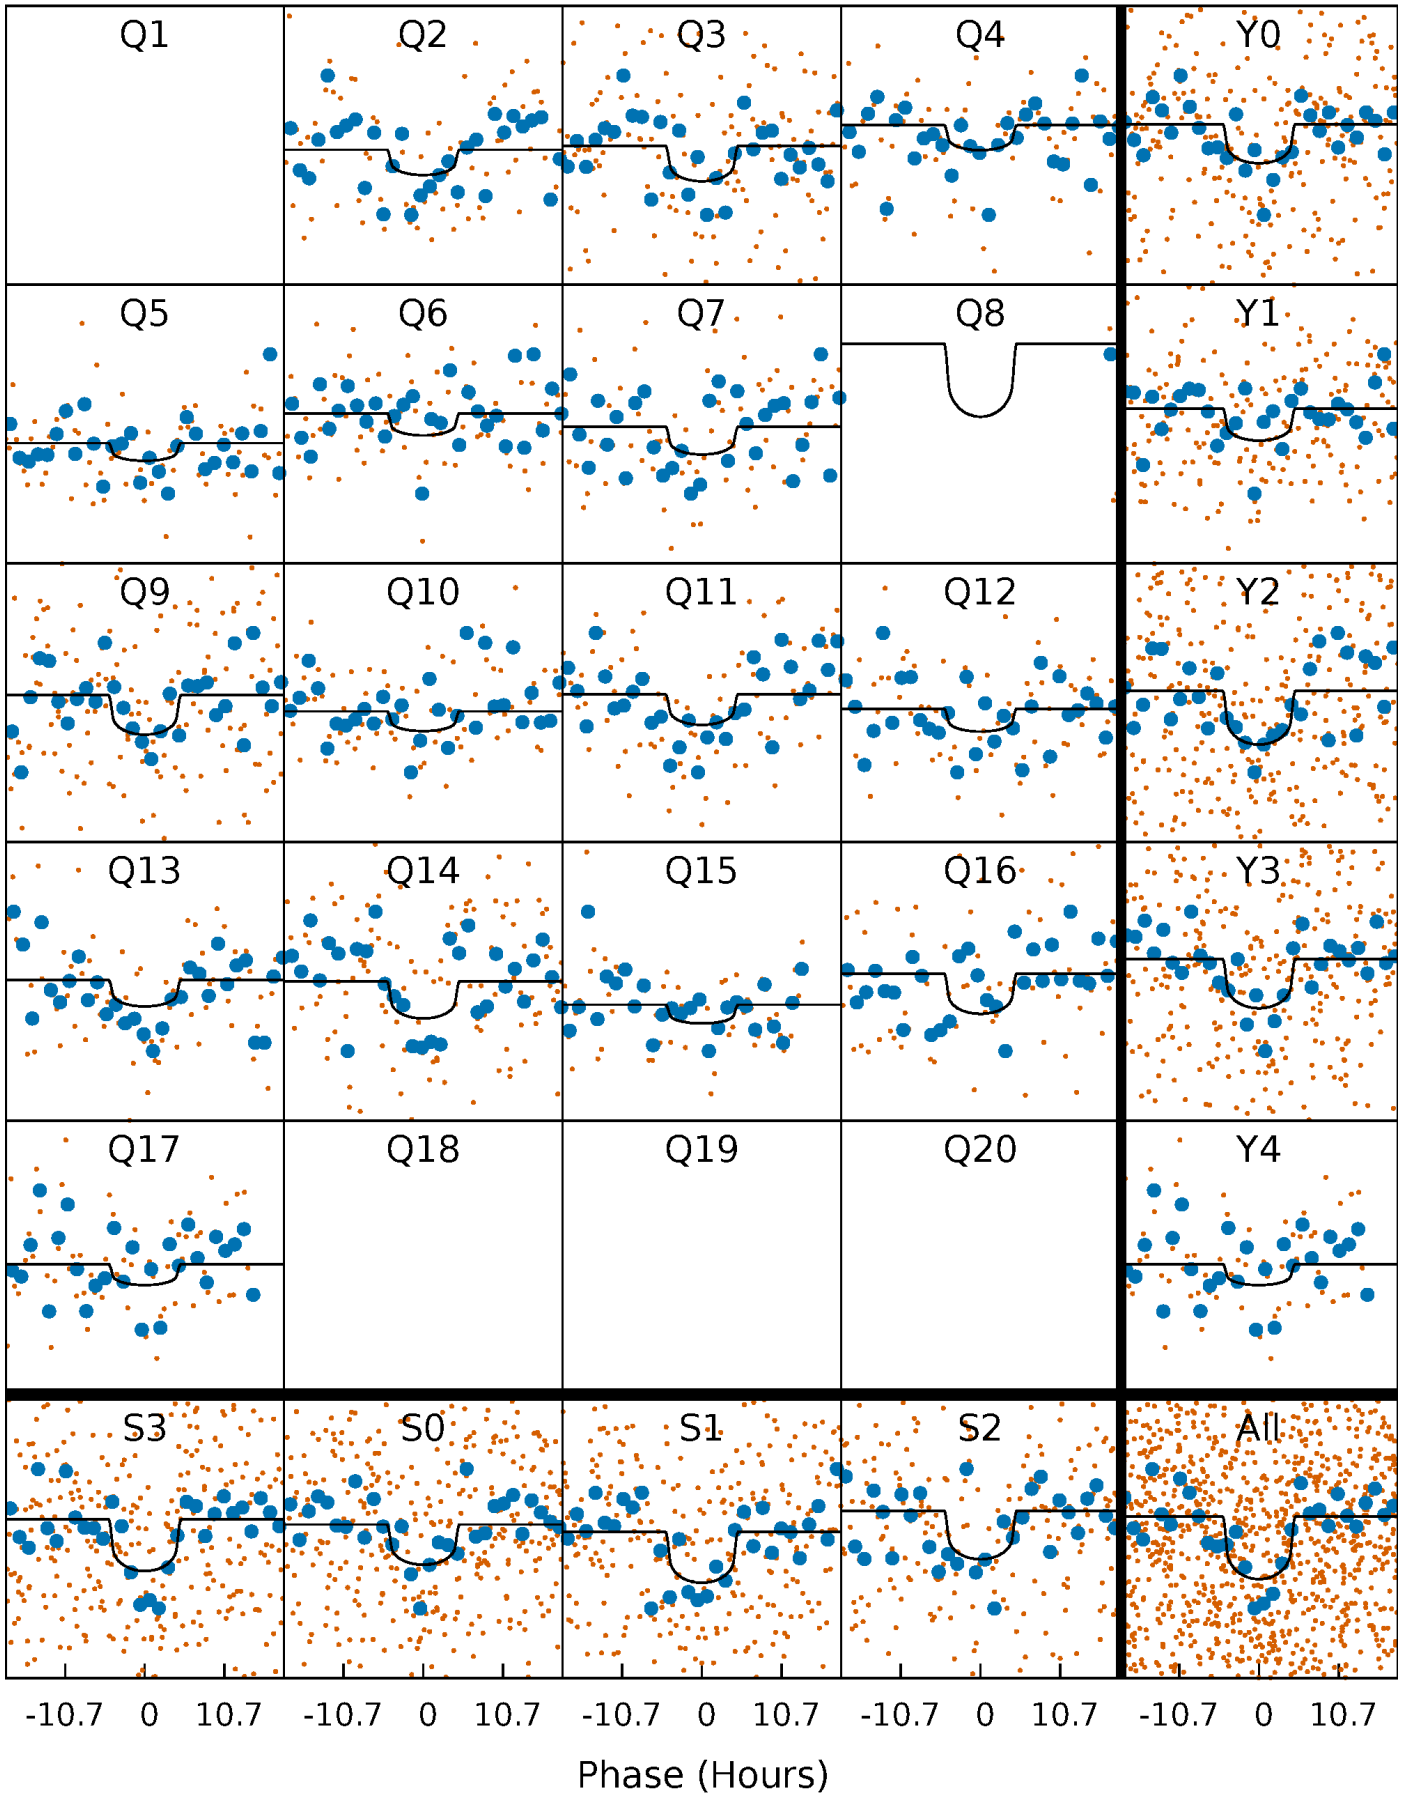 Q1 Q2 Q3 Q4 Y0
Q5 Q6 Q7 Q8 Y1
Q9 Q10 Q11 Q12 Y2
Q13 Q14 Q15 Q16 Y3
Q17 Q18 Q19 Q20 Y4
S3 S0 S1 S2 All
-10.7 0 10.7 -10.7 0 10.7 -10.7 0 10.7 -10.7 0 10.7 -10.7 0 10.7
Phase (Hours)